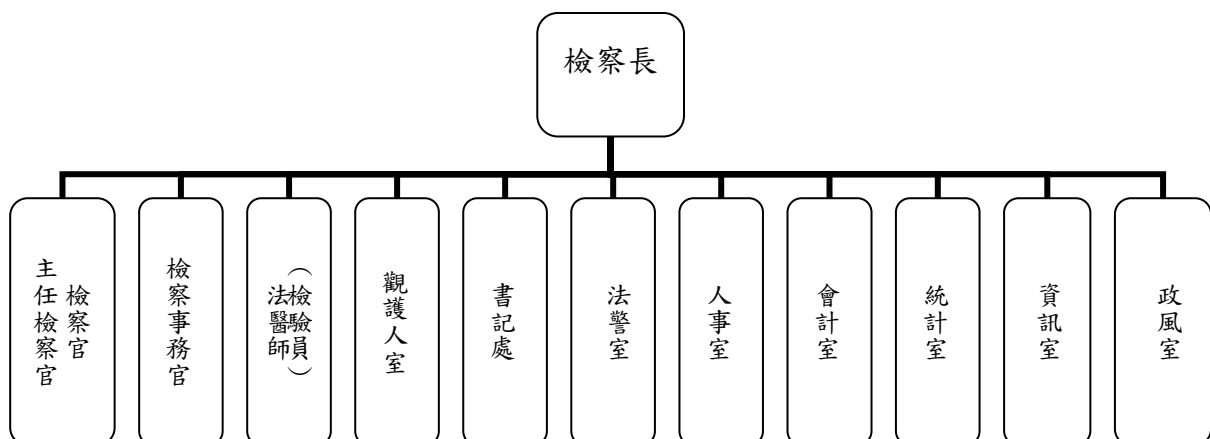 檢察長
主任檢察官
檢察官
檢察事務官
法醫師
（檢驗員）
觀護人室
書記處
法警室
人事室
會計室
統計室
資訊室
政風室